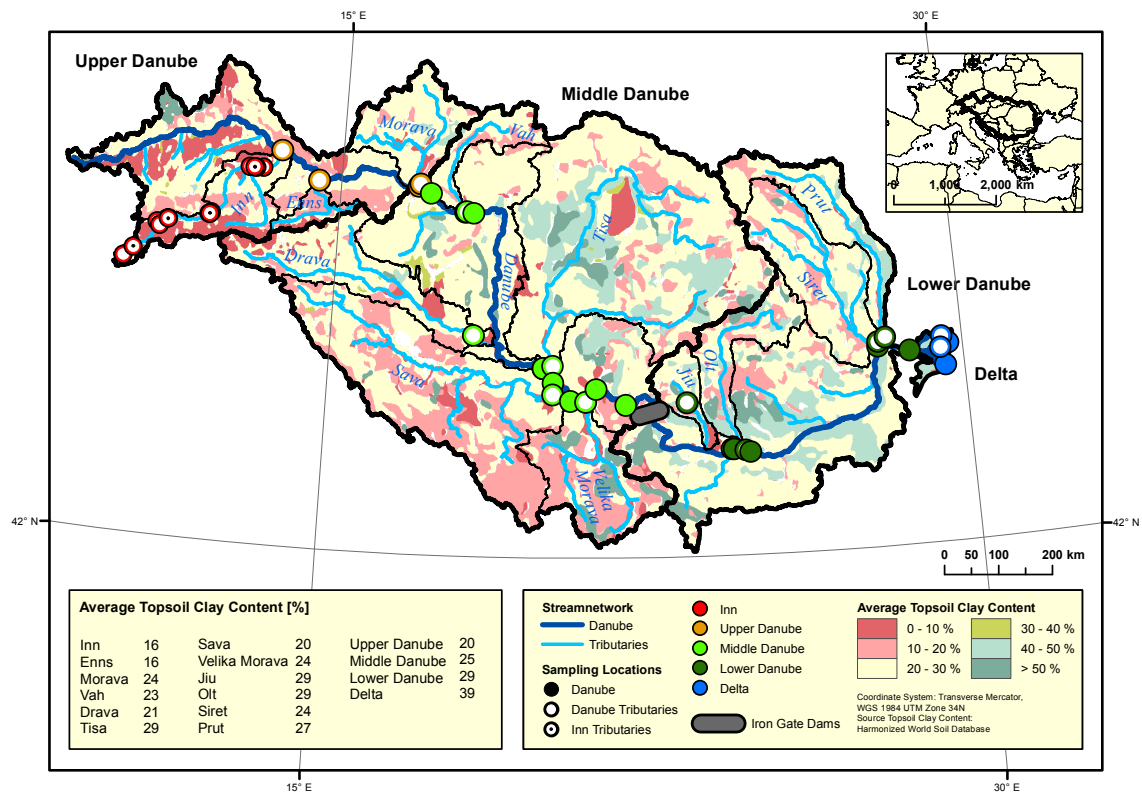 15° E
30° E
Upper Danube
Middle Danube
Morava
Vah
0
1,000
2,000 km
Prut
Inn
Enns
Tisa
Drava
Danube
Siret
Lower Danube
Olt
Jiu
Sava
Delta
Velika
Morava
42° N
42° N
0 50 100 200 km
Average Topsoil Clay Content [%]
Inn 16 Sava 20 Upper Danube 20
Enns 16 Velika Morava 24 Middle Danube 25
Morava 24 Jiu 29 Lower Danube 29
Vah 23 Olt 29 Delta 39
Drava 21 Siret 24
Tisa 29 Prut 27
Streamnetwork
Danube
Tributaries
Sampling Locations
Danube
Danube Tributaries
Inn Tributaries
Inn
Upper Danube
Middle Danube
Lower Danube
Delta
Iron Gate Dams
Average Topsoil Clay Content
0 - 10 % 30 - 40 %
10 - 20 % 40 - 50 %
20 - 30 % > 50 %
Coordinate System: Transverse Mercator,
WGS 1984 UTM Zone 34N
Source Topsoil Clay Content:
Harmonized World Soil Database
15° E
30° E